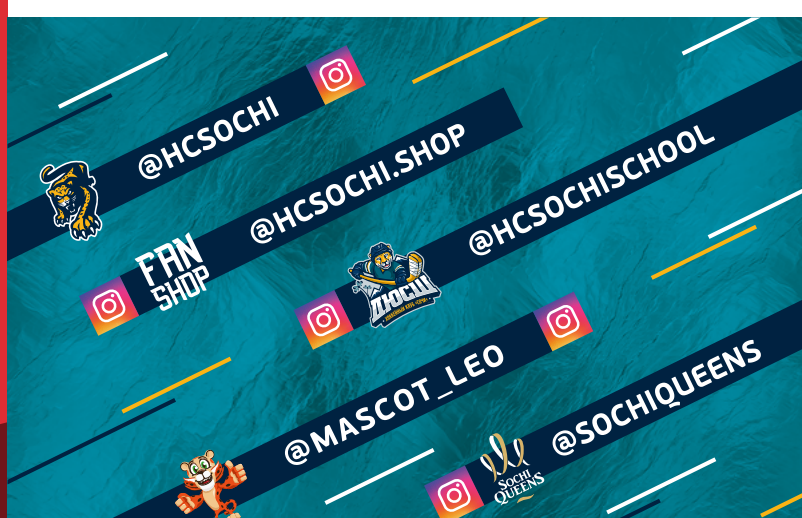 @HCSOCHI
@HCSOCHI.SHOP
FAN
SHOP
@HCSOCHISCHOOL
ДЮСШ
@MASCOT_LEO
@SOCHIQUEENS
SOCHI
QUEENS